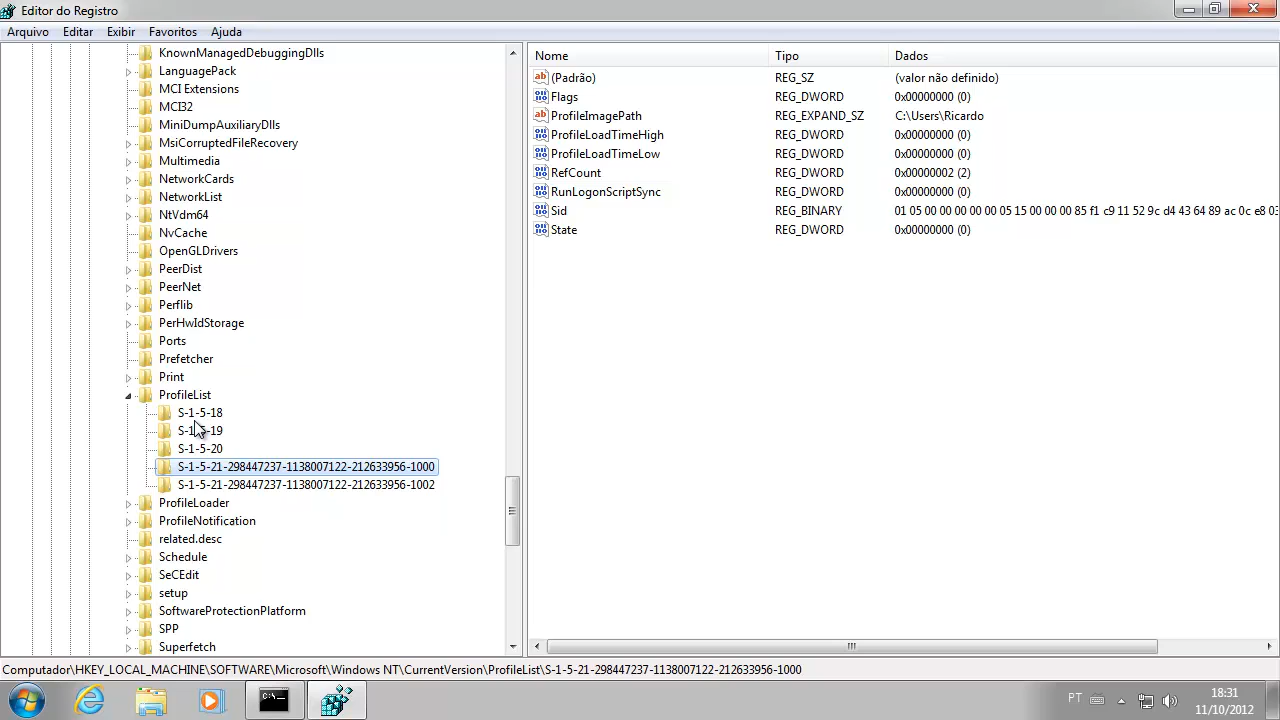 Editor do Registro
Arquivo Editar Exibir Favoritos Ajuda
KnownManagedDebuggingDlls
LanguagePack
MCI Extensions
MCI32
MiniDumpAuxiliaryDlls
MsiCorruptedFileRecovery
Multimedia
NetworkCards
NetworkList
NtVdm64
NvCache
OpenGLDrivers
PeerDist
PeerNet
Perflib
PerHwIdStorage
Ports
Prefetcher
Print
ProfileList
S-1-5-18
S-1-5-19
S-1-5-20
S-1-5-21-298447237-1138007122-212633956-1000
S-1-5-21-298447237-1138007122-212633956-1002
ProfileLoader
ProfileNotification
related.desc
Schedule
SeCEdit
setup
SoftwareProtectionPlatform
SPP
Superfetch
Nome Tipo Dados
(Padrão) REG_SZ (valor não definido)
Flags REG_DWORD 0x00000000 (0)
ProfileImagePath REG_EXPAND_SZ C:\Users\Ricardo
ProfileLoadTimeHigh REG_DWORD 0x00000000 (0)
ProfileLoadTimeLow REG_DWORD 0x00000000 (0)
RefCount REG_DWORD 0x00000002 (2)
RunLogonScriptSync REG_DWORD 0x00000000 (0)
Sid REG_BINARY 01 05 00 00 00 00 00 05 15 00 00 00 85 f1 c9 11 52 9c d4 43 64 89 ac 0c e8 03
State REG_DWORD 0x00000000 (0)
Computador\HKEY_LOCAL_MACHINE\SOFTWARE\Microsoft\Windows NT\CurrentVersion\ProfileList\S-1-5-21-298447237-1138007122-212633956-1000
PT
18:31
11/10/2012